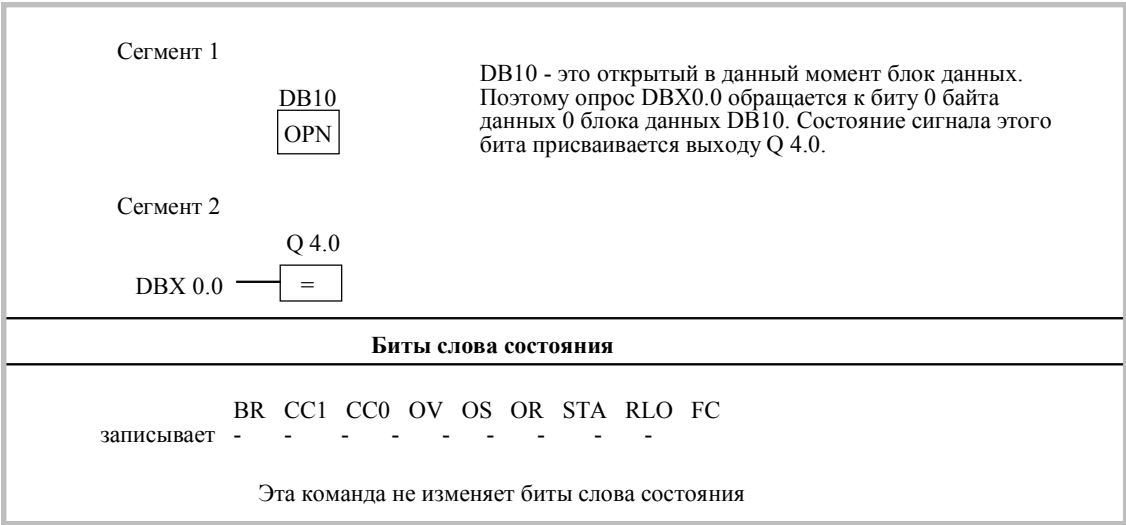 Сегмент 1
DB10
OPN
DB10 - это открытый в данный момент блок данных.
Поэтому опрос DBX0.0 обращается к биту 0 байта
данных 0 блока данных DB10. Состояние сигнала этого
бита присваивается выходу Q 4.0.
Сегмент 2
Q 4.0
DBX 0.0 =
Биты слова состояния
BR CC1 CC0 OV OS OR STA RLO FC
записывает - - - - - - - - -
Эта команда не изменяет биты слова состояния